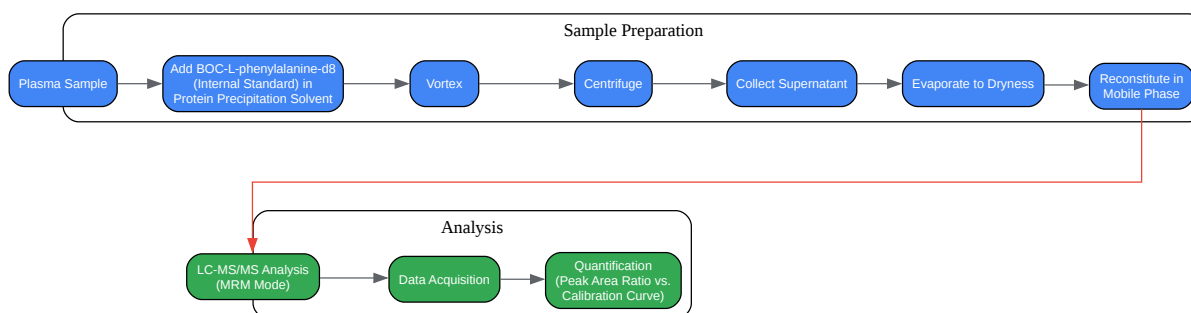 Sample Preparation
Plasma Sample
Add BOC-L-phenylalanine-d8
(Internal Standard) in
Protein Precipitation Solvent
Vortex
Centrifuge
Collect Supernatant
Evaporate to Dryness
Reconstitute in
Mobile Phase
Analysis
LC-MS/MS Analysis
(MRM Mode)
Data Acquisition
Quantification
(Peak Area Ratio vs.
Calibration Curve)